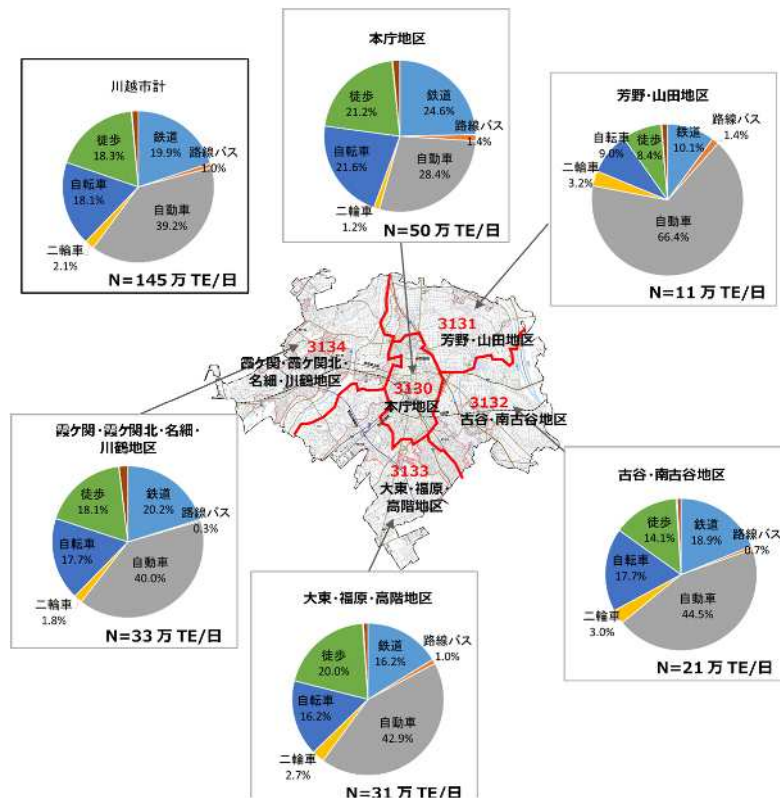 川越市計
鉄道
19.9%
路線バス
1.0%
自動車
39.2%
二輪車
2.1%
自転車
18.1%
徒歩
18.3%
N=145万 TE/日
本庁地区
鉄道
24.6%
路線バス
1.4%
自動車
28.4%
二輪車
1.2%
自転車
21.6%
徒歩
21.2%
N=50万 TE/日
芳野・山田地区
鉄道
10.1%
路線バス
1.4%
自動車
66.4%
二輪車
3.2%
自転車
9.0%
徒歩
8.4%
N=11万 TE/日
3131
芳野・山田地区
3134
霞ケ関・霞ケ関北・
名細・川鶴地区
3130
本庁地区
3132
古谷・南古谷地区
3133
大東・福原・
高階地区
霞ケ関・霞ケ関北・名細・
川鶴地区
鉄道
20.2%
路線バス
0.3%
自動車
40.0%
二輪車
1.8%
自転車
17.7%
徒歩
18.1%
N=33万 TE/日
大東・福原・高階地区
鉄道
16.2%
路線バス
1.0%
自動車
42.9%
二輪車
2.7%
自転車
16.2%
徒歩
20.0%
N=31万 TE/日
古谷・南古谷地区
鉄道
18.9%
路線バス
0.7%
自動車
44.5%
二輪車
3.0%
自転車
17.7%
徒歩
14.1%
N=21万 TE/日